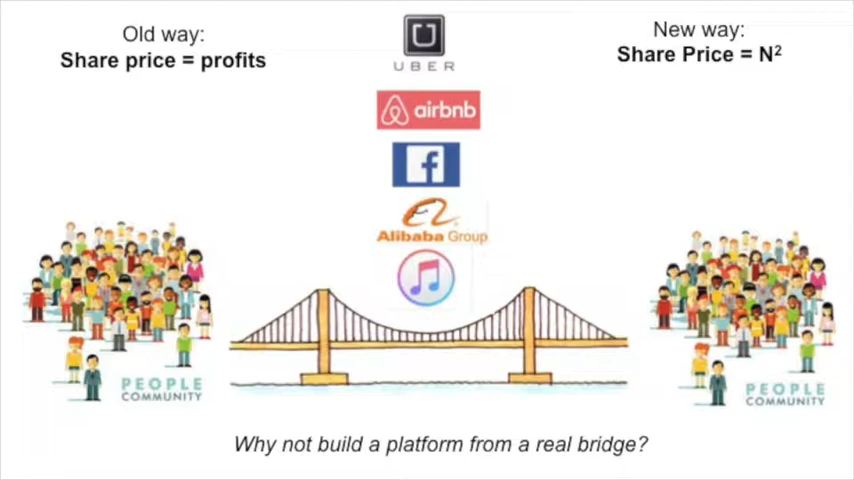 Old way:
Share price = profits
UBER
airbnb
f
Alibaba Group
New way:
Share Price = N²
PEOPLE
COMMUNITY
PEOPLE
COMMUNITY
Why not build a platform from a real bridge?